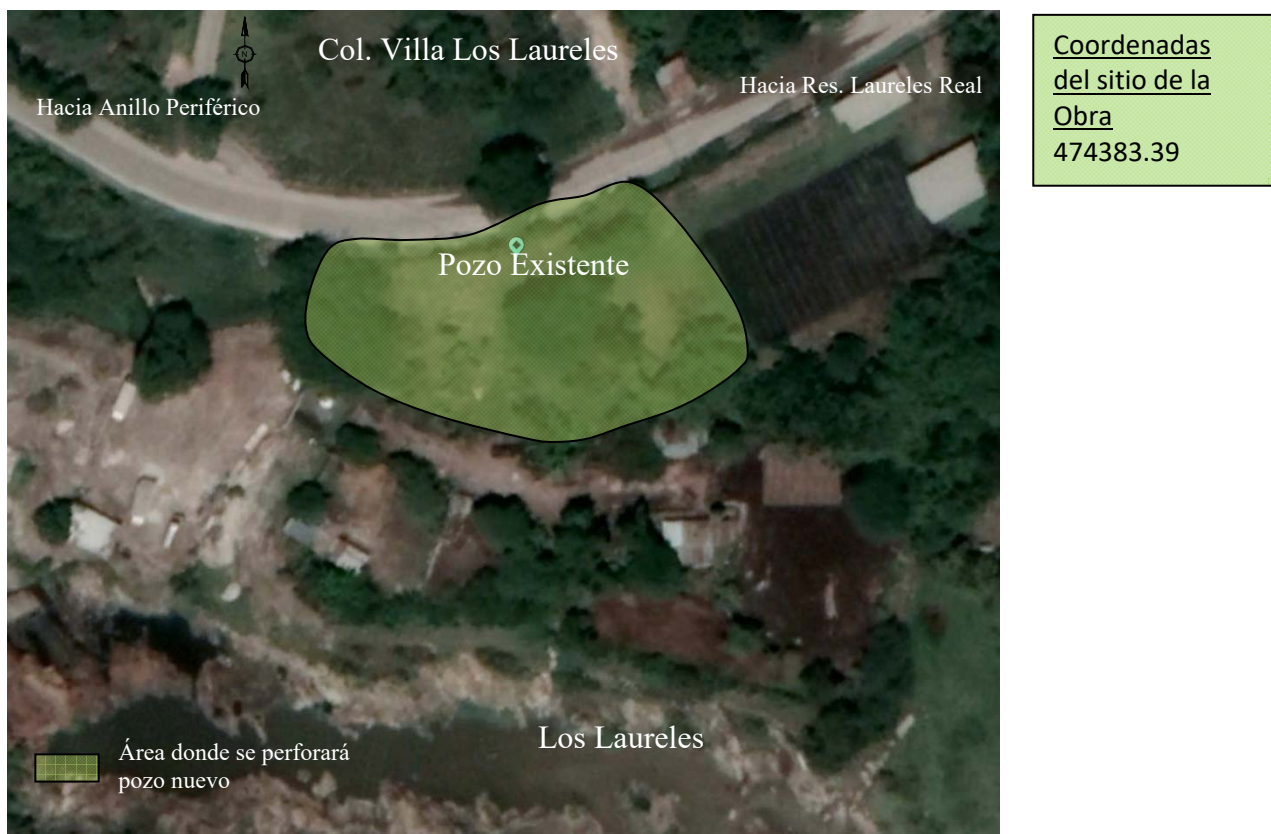 N
Col. Villa Los Laureles
Hacia Res. Laureles Real
Hacia Anillo Periférico
Pozo Existente
Los Laureles
Área donde se perforará
pozo nuevo
Coordenadas
del sitio de la
Obra
474383.39